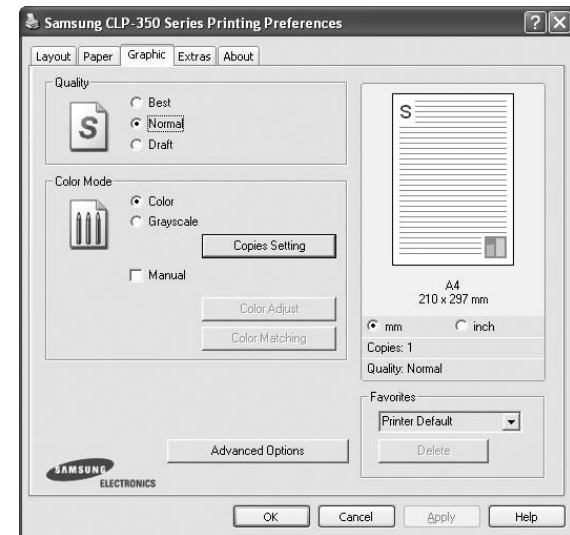 Samsung CLP-350 Series Printing Preferences
Layout Paper Graphic Extras About
Quality
Best
Normal
Draft
S
Color Mode
Color
Grayscale
Copies Setting
Manual
Color Adjust
Color Matching
S
A4
210 x 297 mm
mm inch
Copies: 1
Quality: Normal
Favorites
Printer Default
Delete
Advanced Options
SAMSUNG
ELECTRONICS
OK Cancel Apply Help